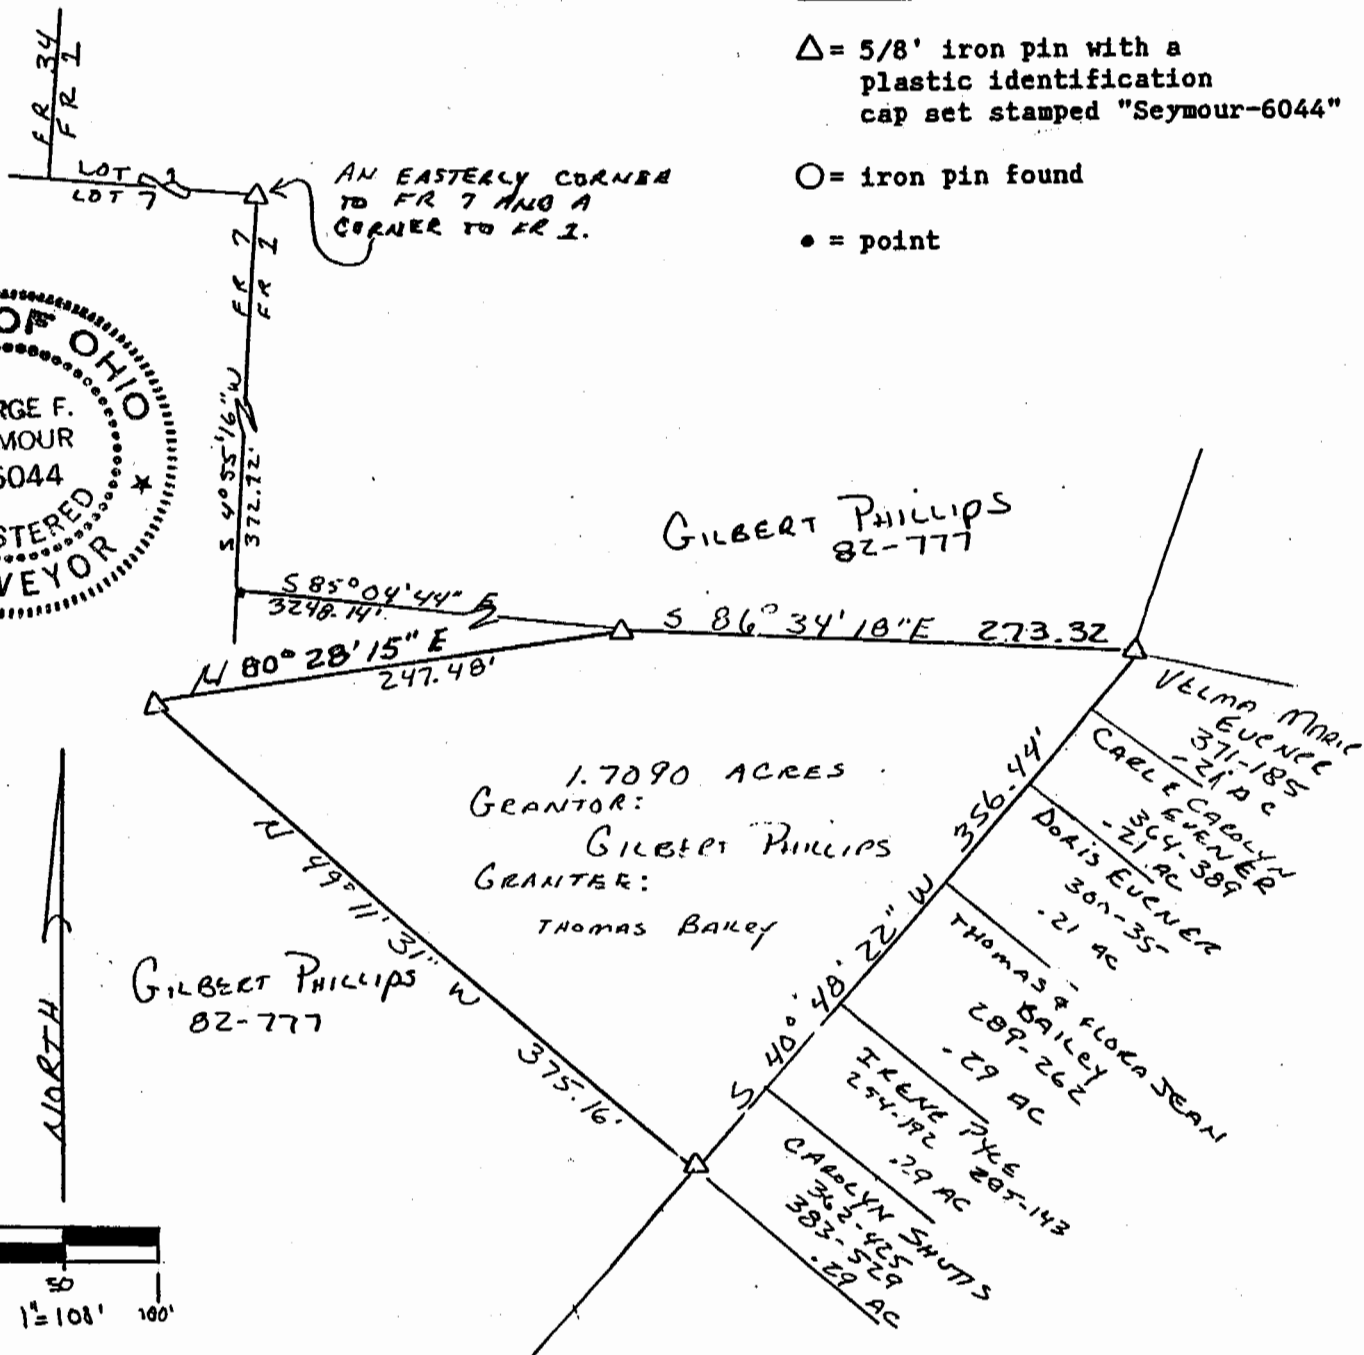 FR 34
FR 1
LOT 1
LOT 7
AN EASTERLY CORNER
TO FR 7 AND A
CORNER TO FR 1.
△= 5/8' iron pin with a
plastic identification
cap set stamped "Seymour-6044"
○= iron pin found
• = point
FR 7
FR 1
OF OHIO
RGE F.
MOUR
6044
STERED
VEYOR
S 4° 55' 16" W
372.72'
GILBERT PHILLIPS
82-777
S 85° 04' 44" E
3248.14'
S 86° 34' 18" E 273.32
N 80° 28' 15" E
247.48'
VELMA MARIE
EVENER
371-185
.21 AC
CARL & CAROLYN
EVENER
364-389
.21 AC
DORIS EVENER
.21 AC
THOMAS & FLORA JEAN
BAILEY
289-262
.29 AC
IRENE PYLE
254-192 285-143
.29 AC
CAROLYN SHUTTS
362-425
383-529
.29 AC
356.44'
S 40° 48' 22" W
1.7090 ACRES
GRANTOR:
GILBERT PHILLIPS
GRANTEE:
THOMAS BAILEY
N 49° 11' 31" W
375.16'
GILBERT PHILLIPS
82-777
NORTH
50
100'
1"=100'